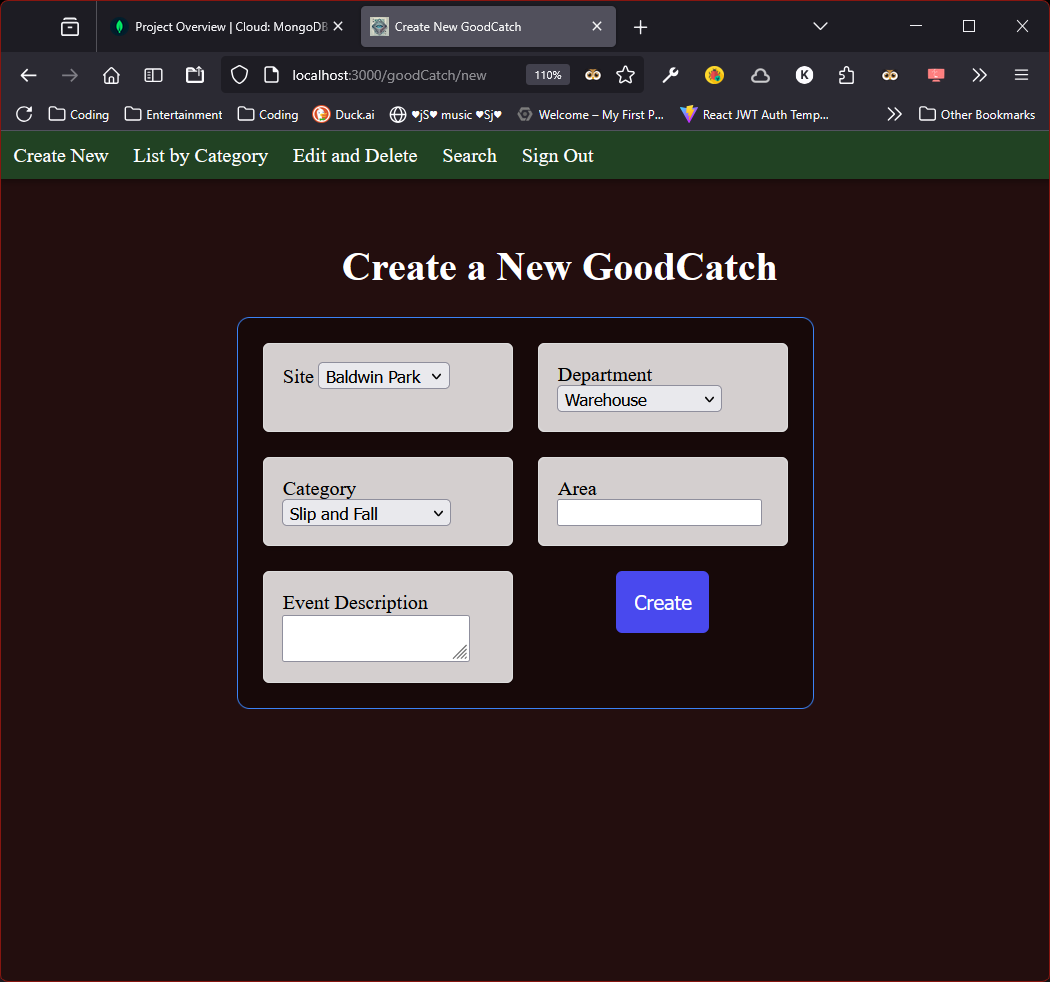 Project Overview | Cloud: MongoDB
Create New GoodCatch
localhost:3000/goodCatch/new
110%
K
Coding
Entertainment
Coding
Duck.ai
♥jS♥ music ♥Sj♥
Welcome – My First P...
React JWT Auth Temp...
Other Bookmarks
Create New
List by Category
Edit and Delete
Search
Sign Out
Create a New GoodCatch
Site Baldwin Park
Department
Warehouse
Category
Slip and Fall
Area
Event Description
Create